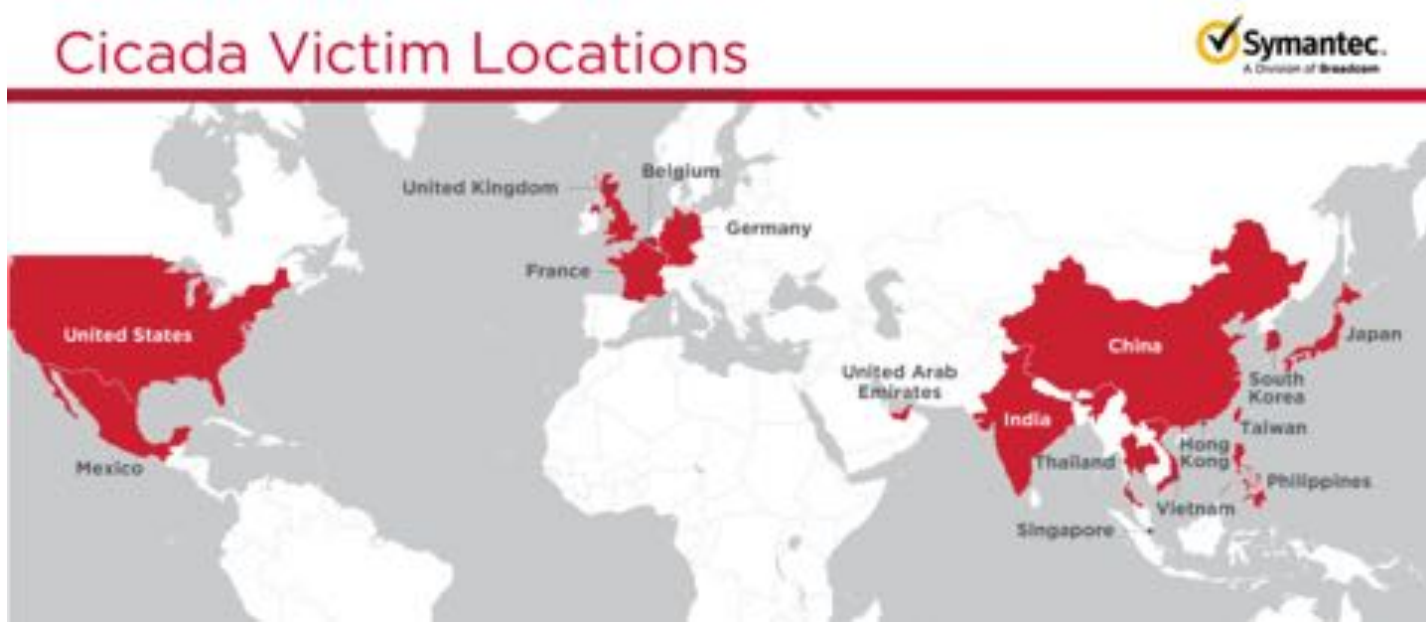 Cicada Victim Locations
Symantec.
A Division of Broadcom
United Kingdom
Belgium
Germany
France
United States
Mexico
United Arab
Emirates
China
India
Japan
South
Korea
Taiwan
Hong
Kong
Thailand
Philippines
Vietnam
Singapore